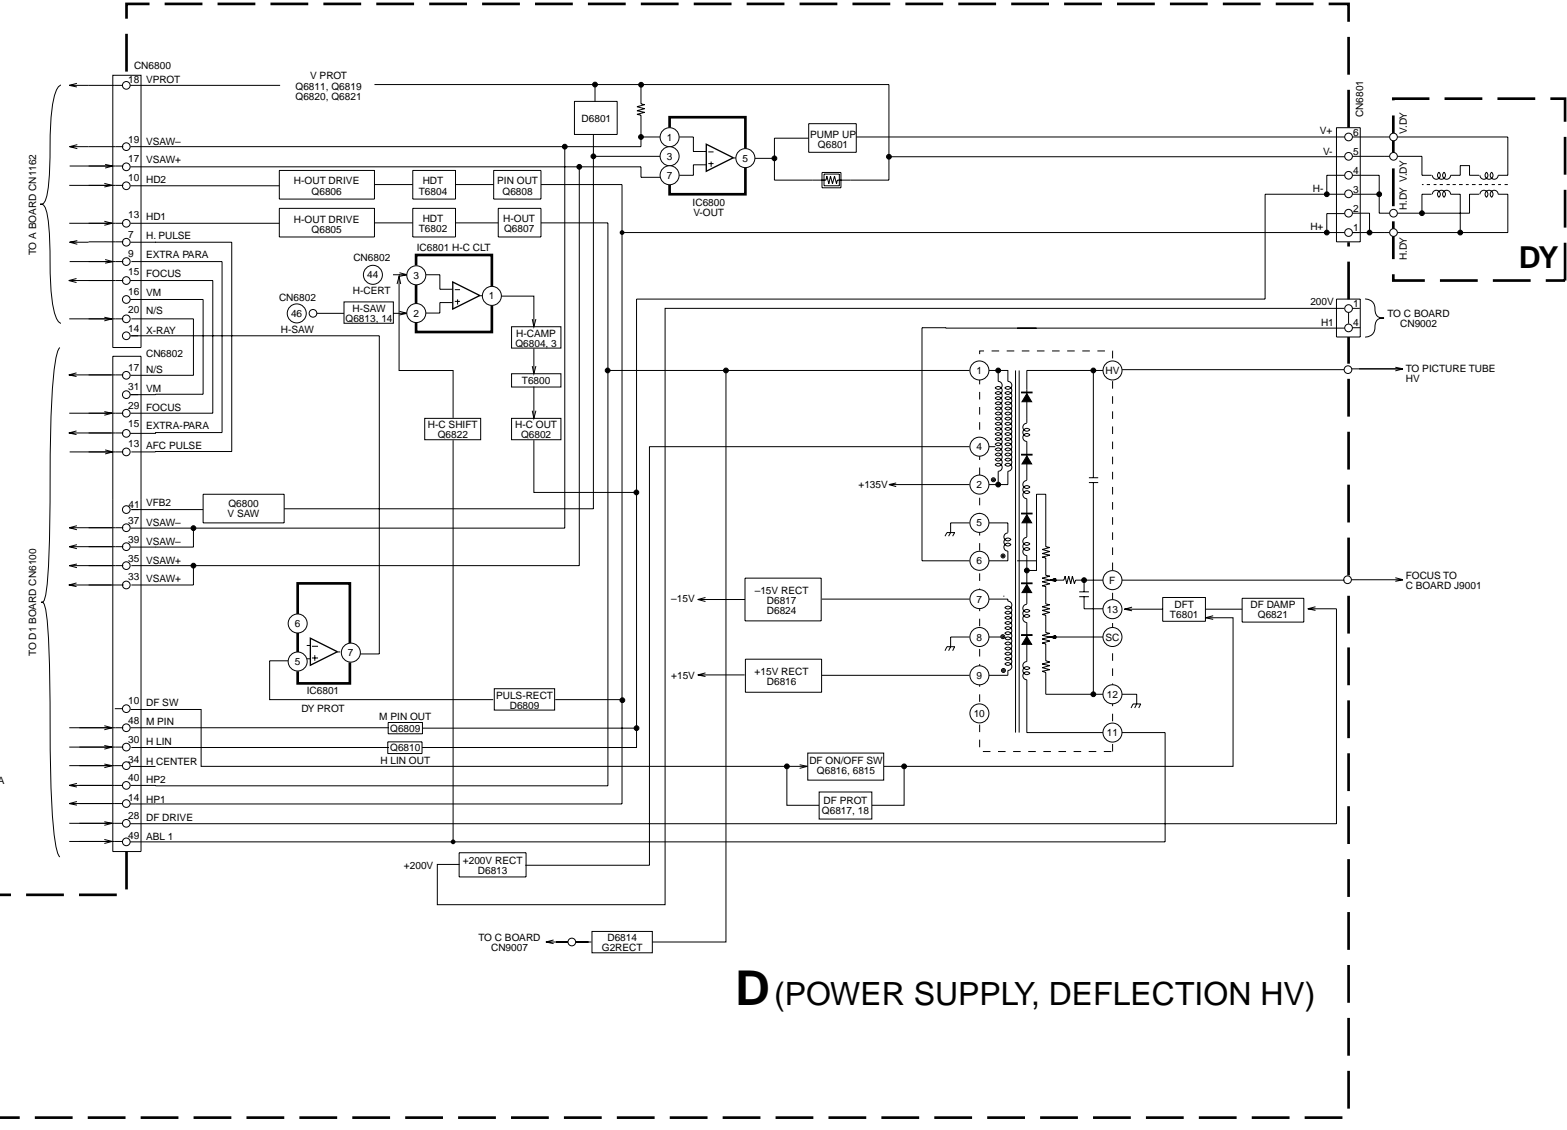 CN6800
18 VPROT
V PROT
Q6811, Q6819
Q6820, Q6821
D6801
19 VSAW–
17 VSAW+
10 HD2
H-OUT DRIVE
Q6806
HDT
T6804
PIN OUT
Q6808
13 HD1
H-OUT DRIVE
Q6805
HDT
T6802
H-OUT
Q6807
7 H. PULSE
9 EXTRA PARA
15 FOCUS
16 VM
20 N/S
14 X-RAY
TO A BOARD CN1162
1
3
7
–
+
5
IC6800
V-OUT
PUMP UP
Q6801
CN6801
V+
V-
H-
H+
6
5
4
3
2
1
V.DY
V.DY
H.DY
H.DY
DY
IC6801 H-C CLT
CN6802
44
H-CERT
CN6802
46
H-SAW
H-SAW
Q6813, 14
3
2
–
+
1
H-CAMP
Q6804, 3
T6800
H-C OUT
Q6802
H-C SHIFT
Q6822
200V
1
H1
4
TO C BOARD
CN9002
CN6802
17 N/S
31 VM
29 FOCUS
15 EXTRA-PARA
13 AFC PULSE
41 VFB2
Q6800
V SAW
37 VSAW–
39 VSAW–
35 VSAW+
33 VSAW+
TO D1 BOARD CN6100
1
HV
TO PICTURE TUBE
HV
4
+135V
2
5
6
F
FOCUS TO
C BOARD J9001
–15V
–15V RECT
D6817
D6824
7
13
DFT
T6801
DF DAMP
Q6821
8
SC
+15V
+15V RECT
D6816
9
12
10
11
6
5
–
+
7
IC6801
DY PROT
PULS-RECT
D6809
10 DF SW
48 M PIN
M PIN OUT
Q6809
30 H LIN
Q6810
H LIN OUT
34 H CENTER
40 HP2
14 HP1
28 DF DRIVE
49 ABL 1
A
DF ON/OFF SW
Q6816, 6815
DF PROT
Q6817, 18
+200V
+200V RECT
D6813
TO C BOARD
CN9007
D6814
G2RECT
D (POWER SUPPLY, DEFLECTION HV)